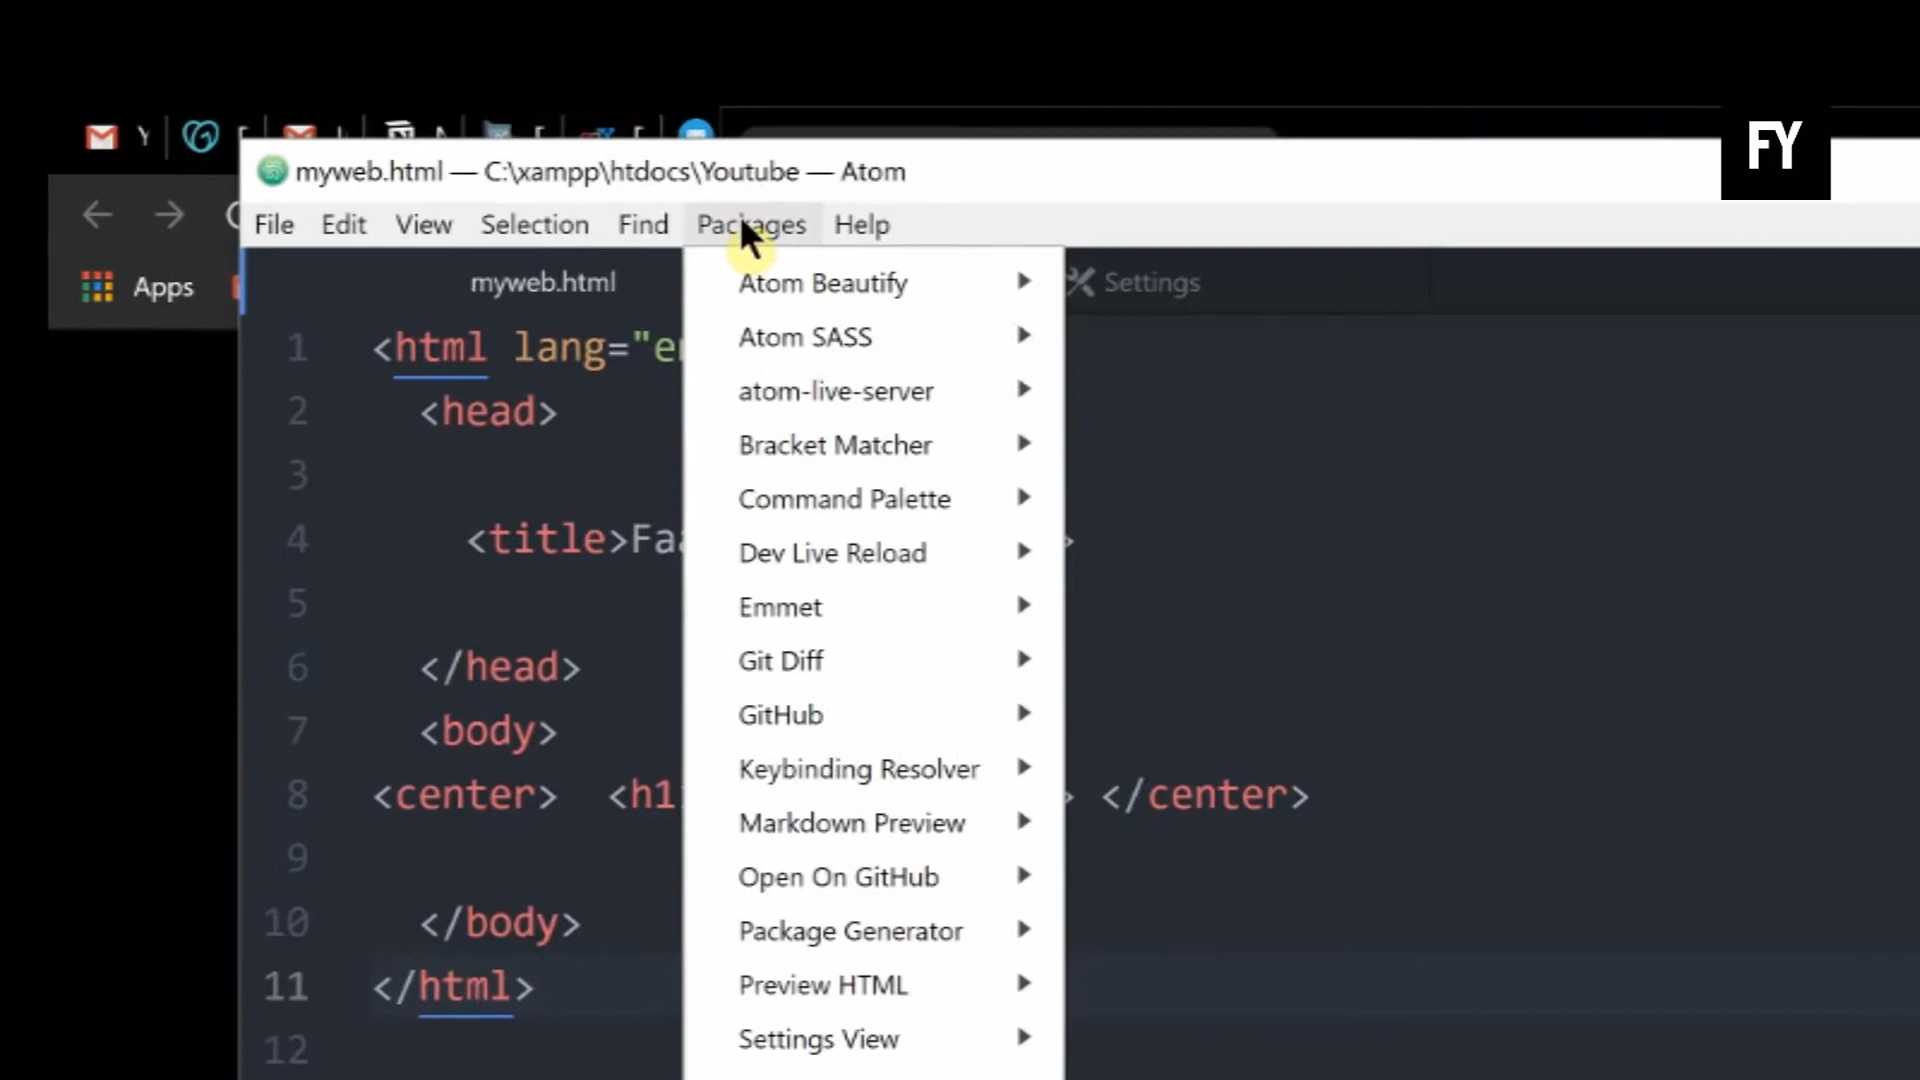 FY
myweb.html — C:\xampp\htdocs\Youtube — Atom
File Edit View Selection Find Packages Help
Apps
myweb.html
Settings
Atom Beautify
Atom SASS
atom-live-server
Bracket Matcher
Command Palette
Dev Live Reload
Emmet
Git Diff
GitHub
Keybinding Resolver
Markdown Preview
Open On GitHub
Package Generator
Preview HTML
Settings View
1 <html lang="e
2 <head>
3
4 <title>Fa >
5
6 </head>
7 <body>
8 <center> <h1 > </center>
9
10 </body>
11 </html>
12